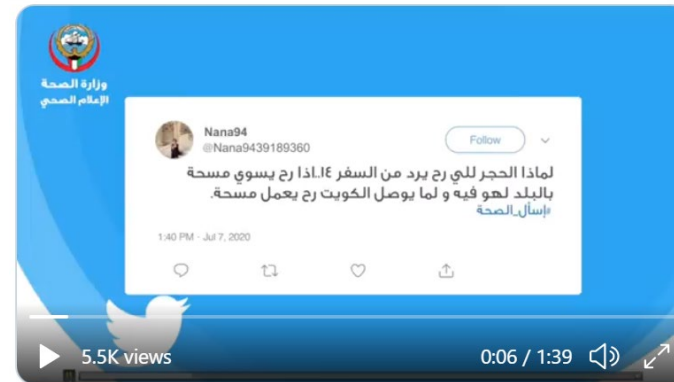 وزارة الصحة
الإعلام الصحي
Nana94
@Nana9439189360
Follow
لماذا الحجر للي رح يرد من السفر ١٤..اذا رح يسوي مسحة
بالبلد لهو فيه و لما يوصل الكويت رح يعمل مسحة.
#إسأل_الصحة
1:40 PM - Jul 7, 2020
5.5K views
0:06 / 1:39